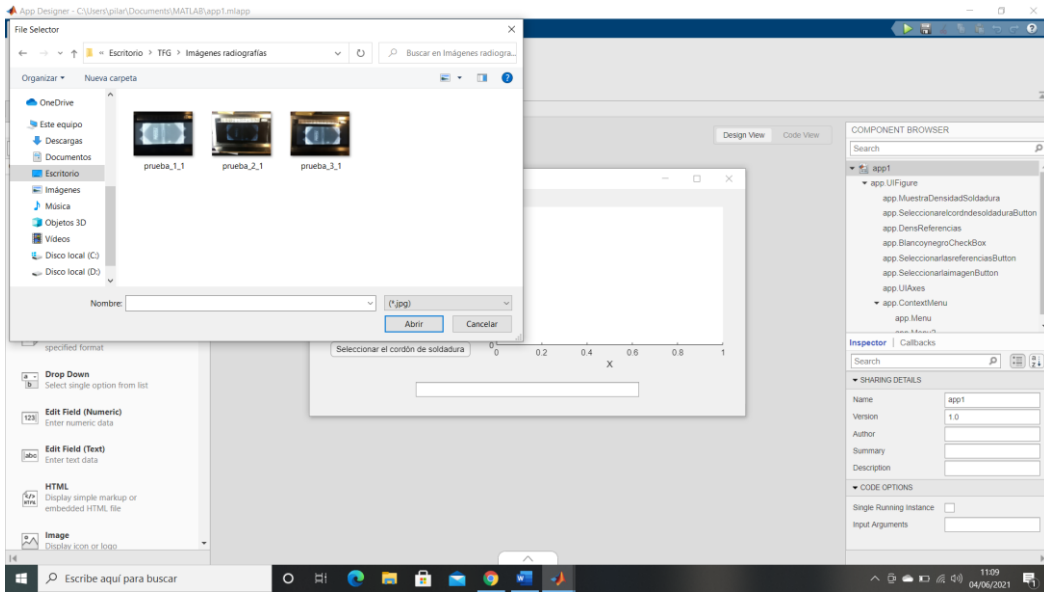 App Designer - C:\Users\pilar\Documents\MATLAB\app1.mlapp
File Selector
« Escritorio > TFG > Imágenes radiografías
Buscar en Imágenes radiogra...
Organizar
Nueva carpeta
OneDrive
Este equipo
Descargas
Documentos
Escritorio
Imágenes
Música
Objetos 3D
Vídeos
Disco local (C:)
Disco local (D:)
prueba_1_1
prueba_2_1
prueba_3_1
Nombre:
(*.jpg)
Abrir
Cancelar
Design View
Code View
Seleccionar el cordón de soldadura
0
0 0.2 0.4 0.6 0.8 1
X
specified format
Drop Down
Select single option from list
Edit Field (Numeric)
Enter numeric data
Edit Field (Text)
Enter text data
HTML
Display simple markup or
embedded HTML file
Image
Display icon or logo
COMPONENT BROWSER
Search
app1
app.UIFigure
app.MuestraDensidadSoldadura
app.SeleccionarelcordndesoldaduraButton
app.DensReferencias
app.BlancoynegroCheckBox
app.SeleccionarlasreferenciasButton
app.SeleccionarlaimagenButton
app.UIAxes
app.ContextMenu
app.Menu
app.Menu2
Inspector | Callbacks
Search
SHARING DETAILS
Name app1
Version 1.0
Author
Summary
Description
CODE OPTIONS
Single Running Instance
Input Arguments
Escribe aquí para buscar
11:09
04/06/2021